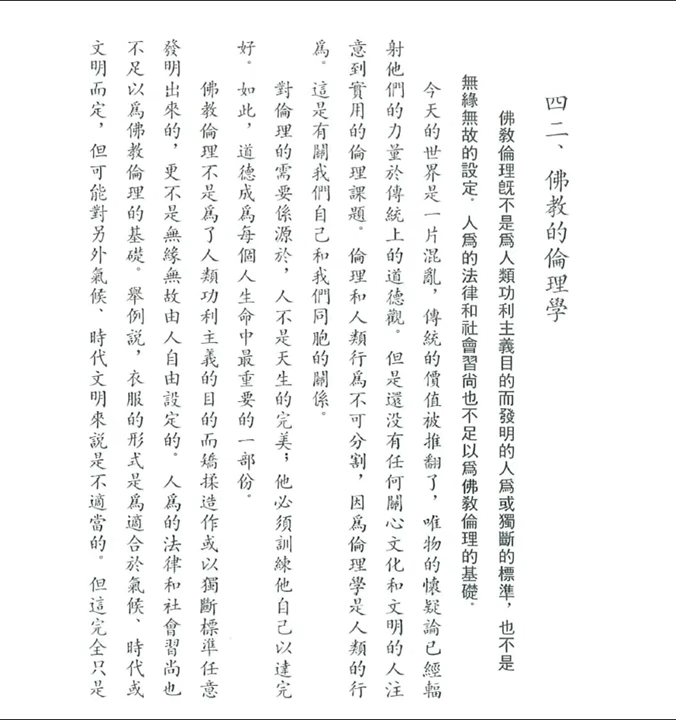 四二、佛教的倫理學
佛教倫理旣不是爲人類功利主義目的而發明的人爲或獨斷的標準，也不是
無緣無故的設定。人爲的法律和社會習尚也不足以爲佛教倫理的基礎。
今天的世界是一片混亂，傳統的價值被推翻了，唯物的懷疑論已經輻
射他們的力量於傳統上的道德觀。但是還沒有任何關心文化和文明的人注
意到實用的倫理課題。倫理和人類行爲不可分割，因爲倫理學是人類的行
爲。這是有關我們自己和我們同胞的關係。
對倫理的需要係源於，人不是天生的完美；他必須訓練他自己以達完
好。如此，道德成爲每個人生命中最重要的一部份。
佛教倫理不是爲了人類功利主義的目的而矯揉造作或以獨斷標準任意
發明出來的，更不是無緣無故由人自由設定的。人爲的法律和社會習尚也
不足以爲佛教倫理的基礎。舉例説，衣服的形式是爲適合於氣候、時代或
文明而定，但可能對另外氣候、時代文明來説是不適當的。但這完全只是